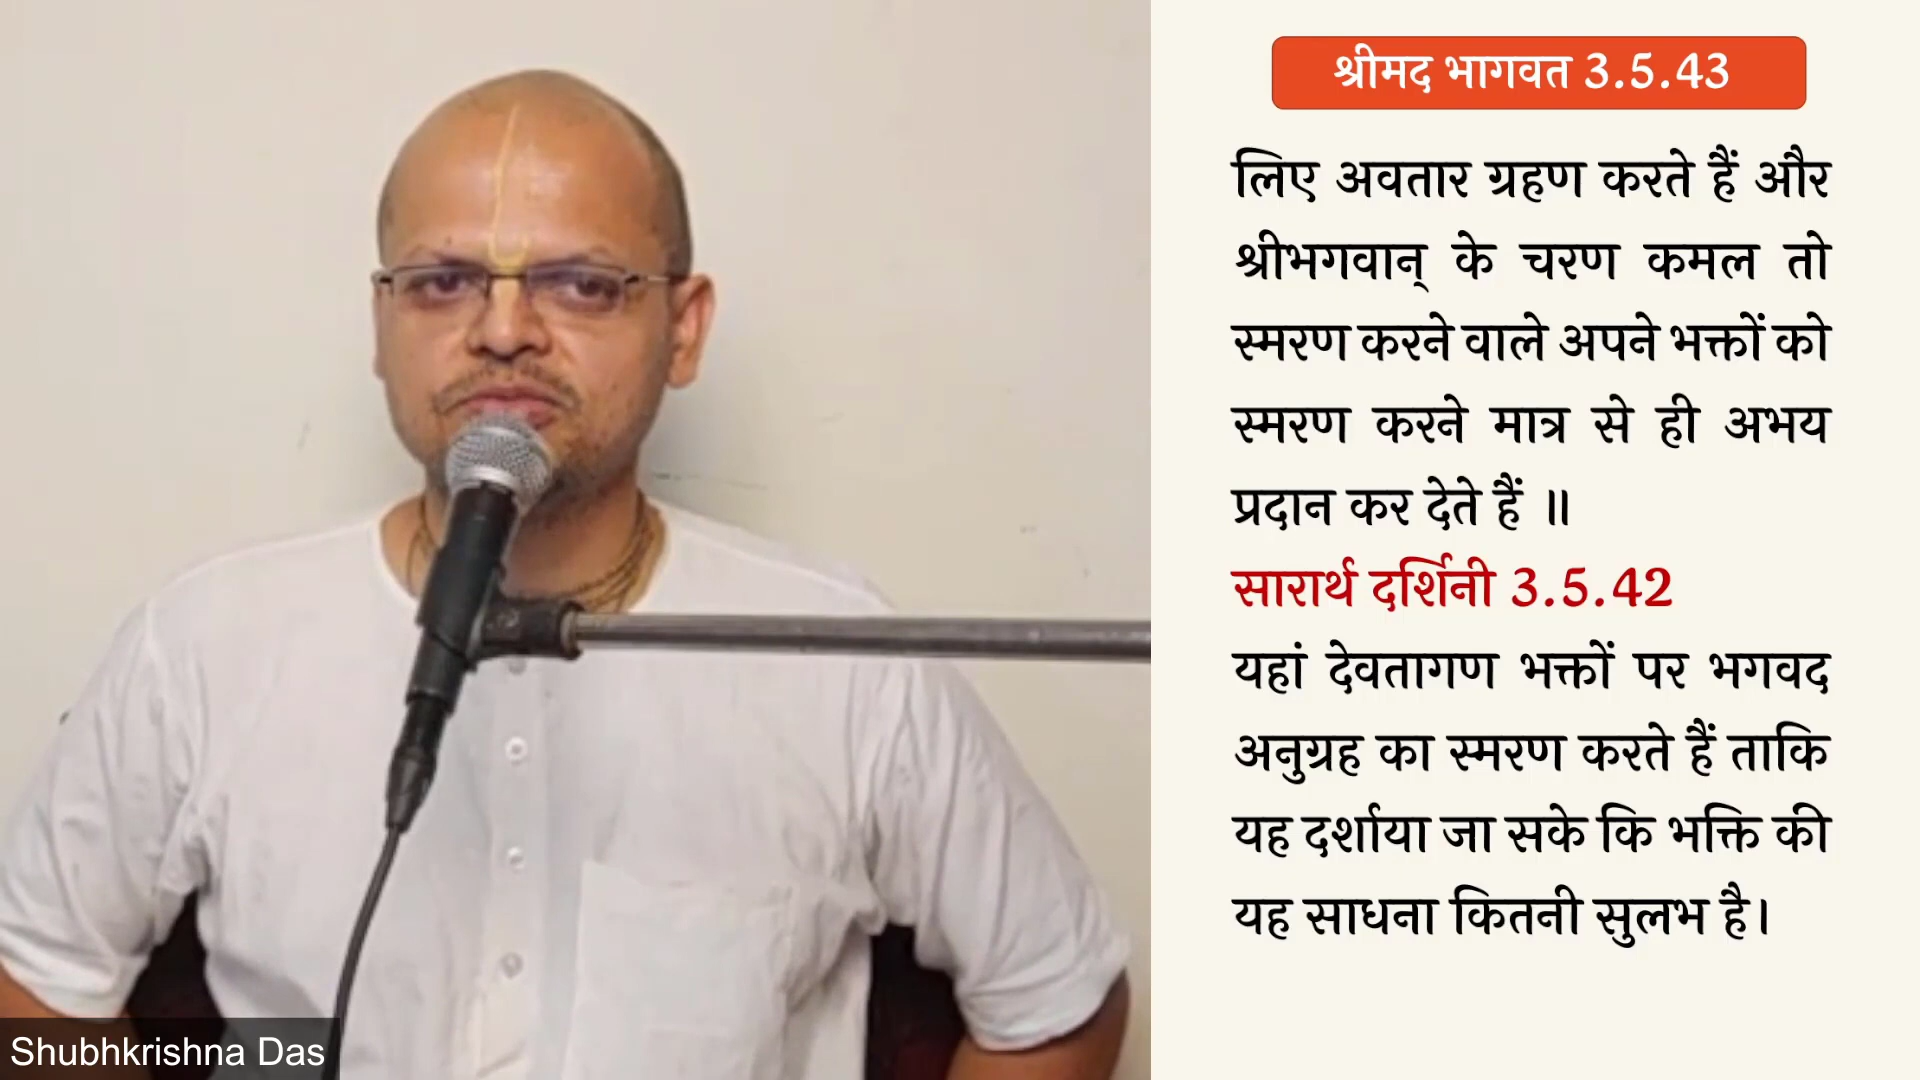 श्रीमद भागवत 3.5.43
लिए अवतार ग्रहण करते हैं और
श्रीभगवान् के चरण कमल तो
स्मरण करने वाले अपने भक्तों को
स्मरण करने मात्र से ही अभय
प्रदान कर देते हैं ॥
सारार्थ दर्शिनी 3.5.42
यहां देवतागण भक्तों पर भगवद
अनुग्रह का स्मरण करते हैं ताकि
यह दर्शाया जा सके कि भक्ति की
यह साधना कितनी सुलभ है।
Shubhkrishna Das